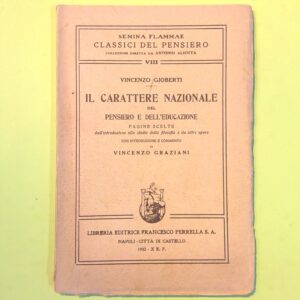 SEMINA FLAMMAE
CLASSICI DEL PENSIERO
COLLEZIONE DIRETTA DA ANTONIO ALIOTTA
VIII
VINCENZO GIOBERTI
IL CARATTERE NAZIONALE
DEL
PENSIERO E DELL'EDUCAZIONE
PAGINE SCELTE
dall'introduzione allo studio della filosofia e da altre opere
CON INTRODUZIONE E COMMENTO
DI
VINCENZO GRAZIANI
LIBRERIA EDITRICE FRANCESCO PERRELLA S. A.
NAPOLI - CITTÀ DI CASTELLO
1932 - X E. F.